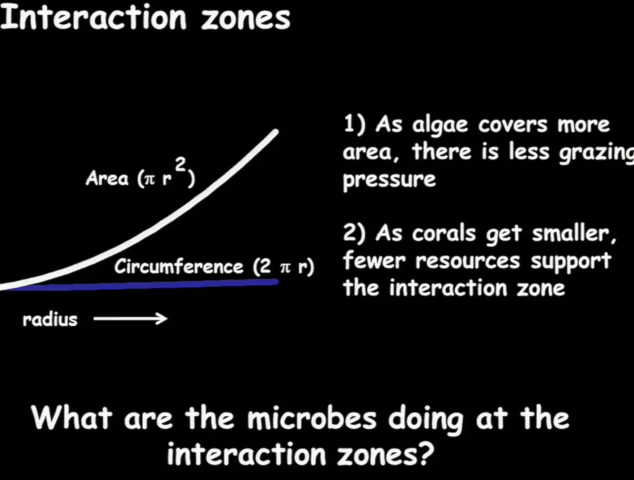 Interaction zones
Area (π r²)
Circumference (2 π r)
radius
1) As algae covers more
area, there is less grazing
pressure
2) As corals get smaller,
fewer resources support
the interaction zone
What are the microbes doing at the
interaction zones?